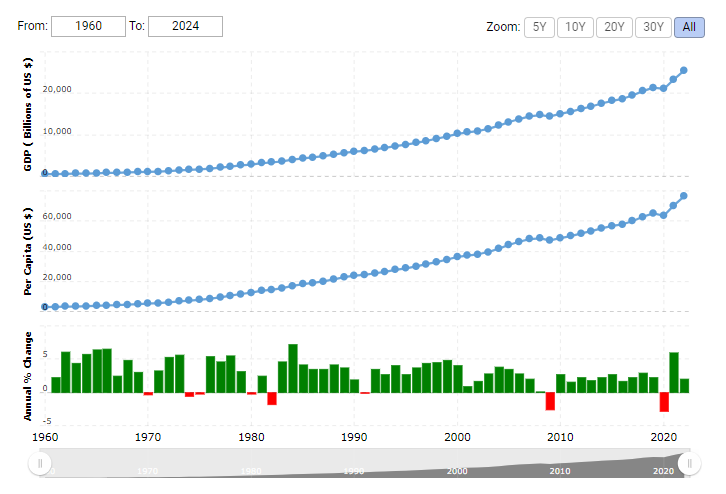 From: 1960 To: 2024 Zoom: 5Y 10Y 20Y 30Y All
GDP ( Billions of US $)
20,000
10,000
0
Per Capita (US $)
60,000
40,000
20,000
0
Annual % Change
5
0
-5
1960 1970 1980 1990 2000 2010 2020
1970 1980 1990 2000 2010 2020